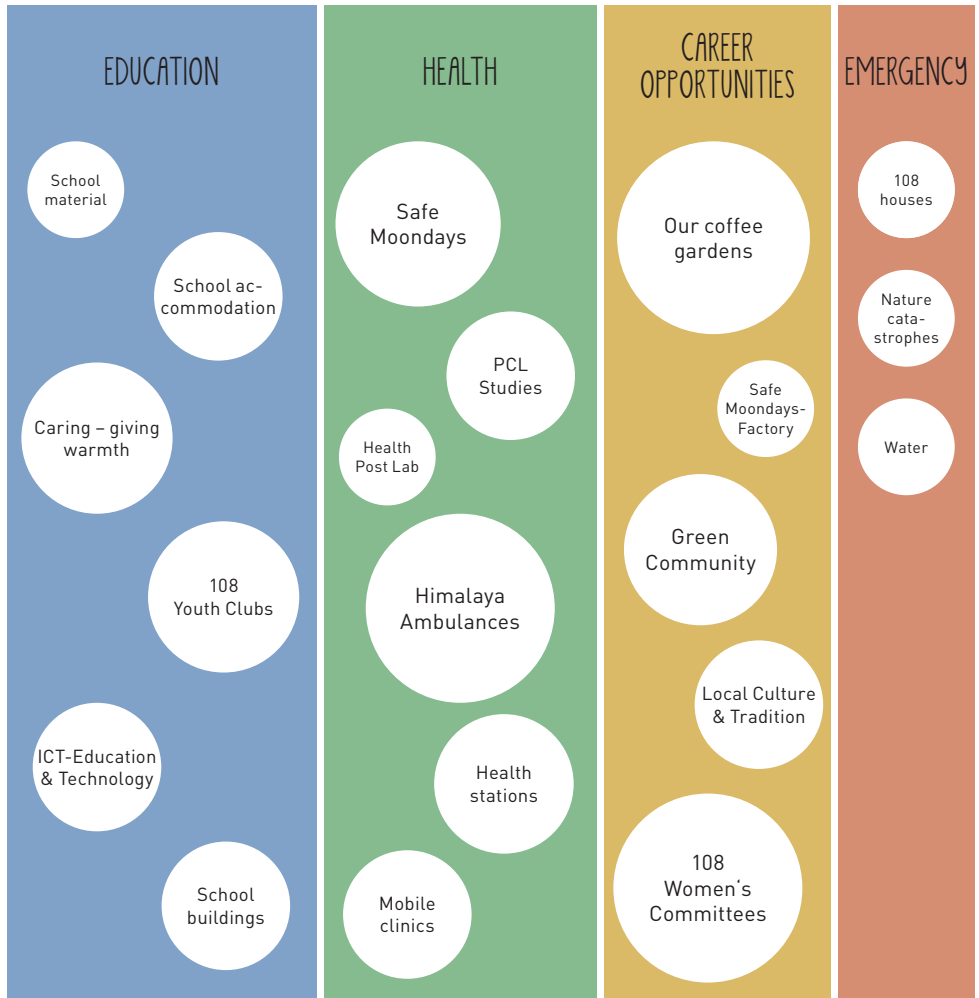 EDUCATION
School
material
School ac-
commodation
Caring – giving
warmth
108
Youth Clubs
ICT-Education
& Technology
School
buildings
HEALTH
Safe
Moondays
PCL
Studies
Health
Post Lab
Himalaya
Ambulances
Health
stations
Mobile
clinics
CAREER
OPPORTUNITIES
Our coffee
gardens
Safe
Moondays-
Factory
Green
Community
Local Culture
& Tradition
108
Women‘s
Committees
EMERGENCY
108
houses
Nature
cata-
strophes
Water